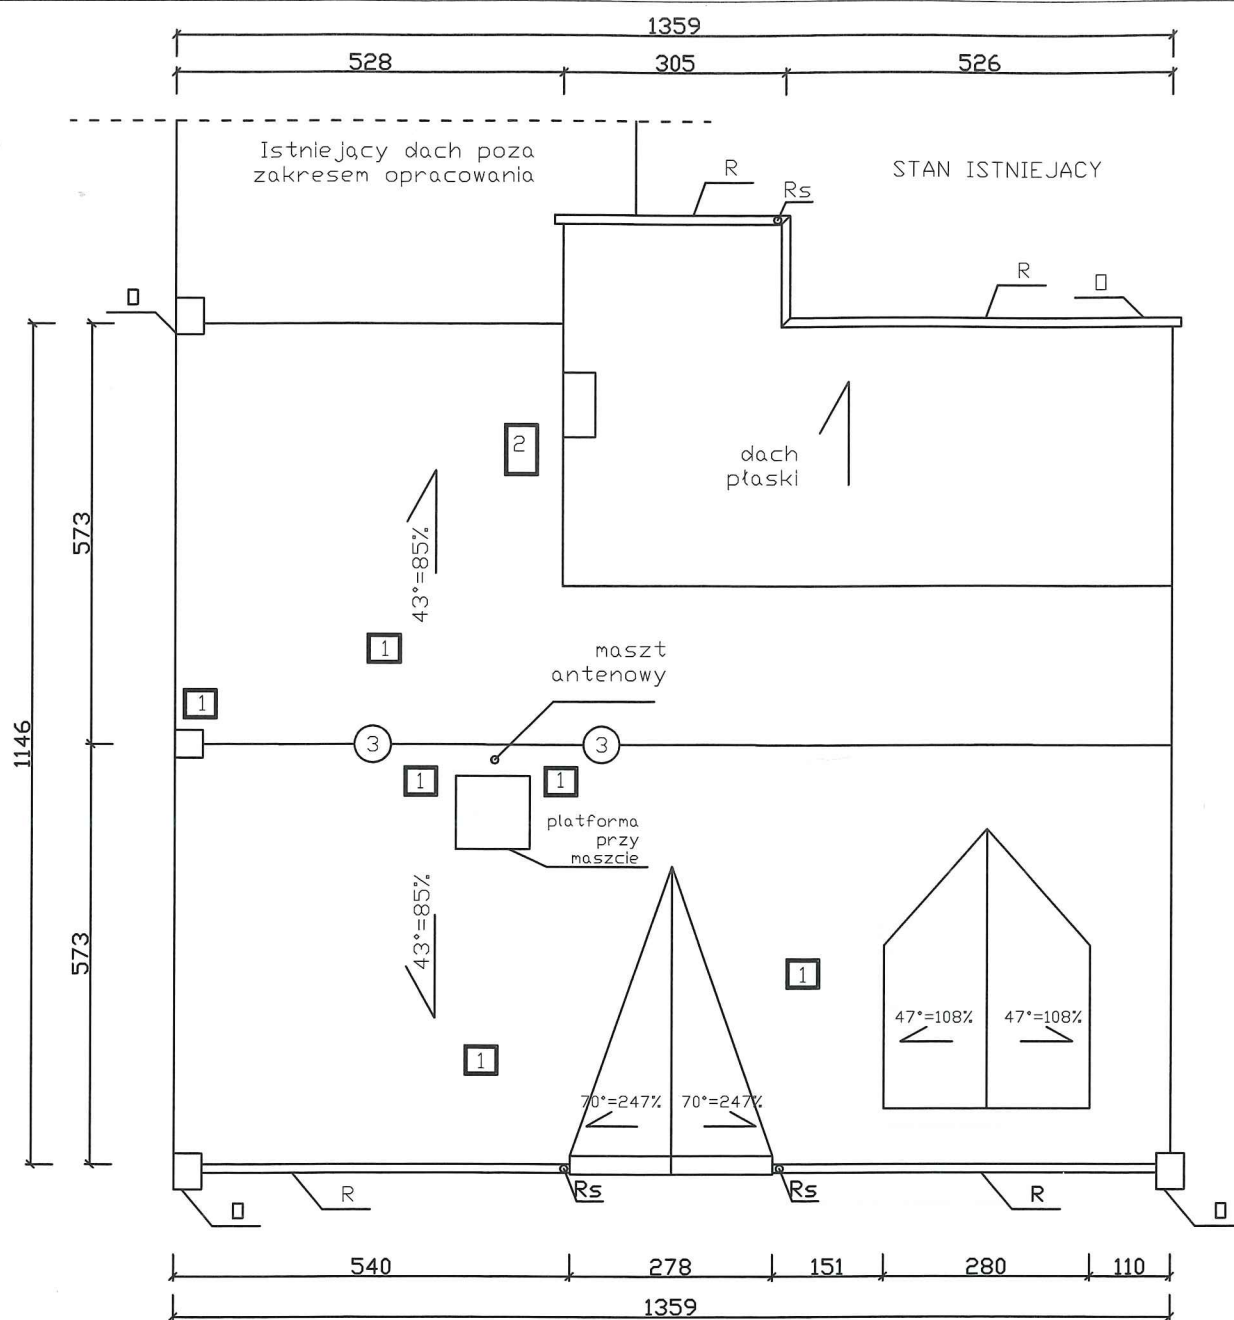 1359
528
305
526
Istniejący dach poza
zakresem opracowania
STAN ISTNIEJACY
R
Rs
R
2
dach
płaski
573
43°=85%
1
maszt
antenowy
1
1146
3
3
1
1
platforma
przy
maszcie
43°=85%
573
1
47°=108%
47°=108%
1
70°=247%
70°=247%
R
Rs
Rs
R
540
278
151
280
110
1359